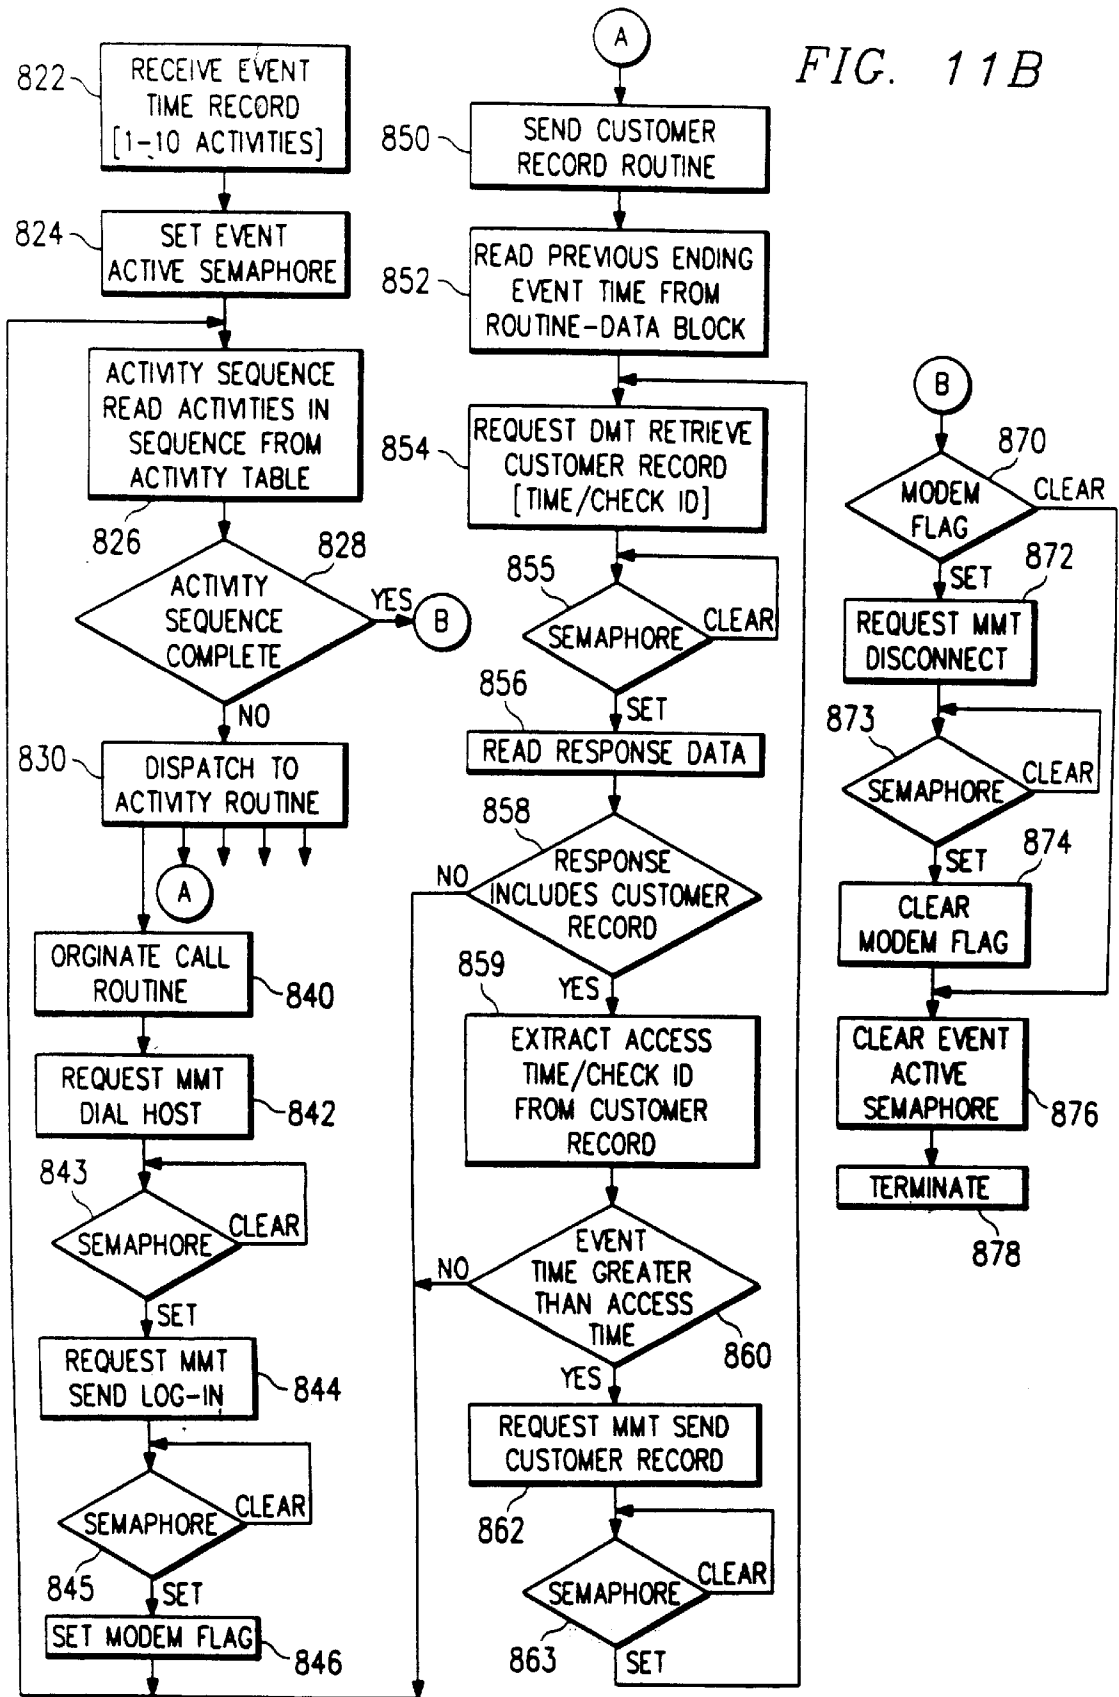 FIG. 11B
822
RECEIVE EVENT
TIME RECORD
[1-10 ACTIVITIES]
824
SET EVENT
ACTIVE SEMAPHORE
ACTIVITY SEQUENCE
READ ACTIVITIES IN
SEQUENCE FROM
ACTIVITY TABLE
826
828
ACTIVITY
SEQUENCE
COMPLETE
YES
B
NO
830
DISPATCH TO
ACTIVITY ROUTINE
A
ORGINATE CALL
ROUTINE
840
REQUEST MMT
DIAL HOST
842
843
SEMAPHORE
CLEAR
SET
REQUEST MMT
SEND LOG-IN
844
SEMAPHORE
CLEAR
845
SET
SET MODEM FLAG
846
A
850
SEND CUSTOMER
RECORD ROUTINE
852
READ PREVIOUS ENDING
EVENT TIME FROM
ROUTINE-DATA BLOCK
854
REQUEST DMT RETRIEVE
CUSTOMER RECORD
[TIME/CHECK ID]
855
SEMAPHORE
CLEAR
SET
856
READ RESPONSE DATA
858
RESPONSE
INCLUDES CUSTOMER
RECORD
NO
YES
859
EXTRACT ACCESS
TIME/CHECK ID
FROM CUSTOMER
RECORD
EVENT
TIME GREATER
THAN ACCESS
TIME
NO
860
YES
REQUEST MMT SEND
CUSTOMER RECORD
862
SEMAPHORE
CLEAR
863
SET
B
870
MODEM
FLAG
CLEAR
SET
872
REQUEST MMT
DISCONNECT
873
SEMAPHORE
CLEAR
SET
874
CLEAR
MODEM FLAG
CLEAR EVENT
ACTIVE
SEMAPHORE
876
TERMINATE
878